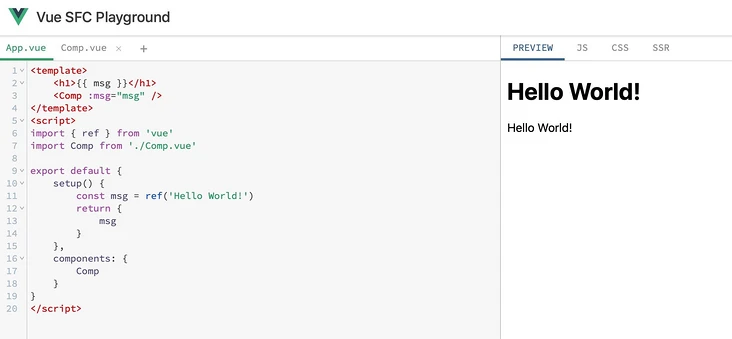 Vue SFC Playground
App.vue Comp.vue × +
1 <template>
2 <h1>{{ msg }}</h1>
3 <Comp :msg="msg" />
4 </template>
5 <script>
6 import { ref } from 'vue'
7 import Comp from './Comp.vue'
8
9 export default {
10 setup() {
11 const msg = ref('Hello World!')
12 return {
13 msg
14 }
15 },
16 components: {
17 Comp
18 }
19 }
20 </script>
PREVIEW JS CSS SSR
Hello World!
Hello World!